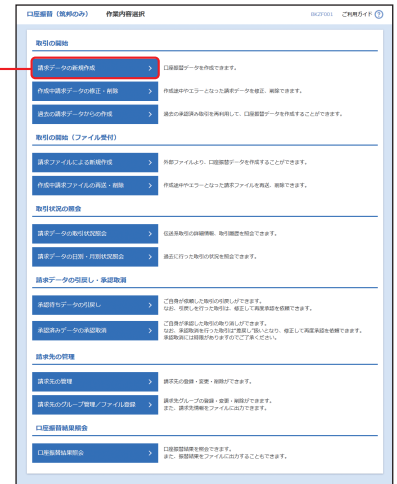 口座振替（筑邦のみ） 作業内容選択
BKZF001 ご利用ガイド ?
取引の開始
請求データの新規作成
口座振替データを作成できます。
作成中請求データの修正・削除
作成途中やエラーとなった請求データを修正、削除できます。
過去の請求データからの作成
過去の承認済み取引を再利用して、口座振替データを作成することができます。
取引の開始（ファイル受付）
請求ファイルによる新規作成
外部ファイルより、口座振替データを作成することができます。
作成中請求ファイルの再送・削除
作成途中やエラーとなった請求ファイルを再送、削除できます。
取引状況の照会
請求データの取引状況照会
伝送系取引の詳細情報、取引履歴を照会できます。
請求データの日別・月別状況照会
過去に行った取引の状況を照会できます。
請求データの引戻し・承認取消
承認待ちデータの引戻し
ご自身が依頼した取引の引戻しができます。
なお、引戻しを行った取引は、修正して再度承認を依頼できます。
承認済みデータの承認取消
ご自身が承認した取引の取り消しができます。
なお、承認取消を行った取引は"差戻し"扱いとなり、修正して再度承認を依頼できます。
承認取消には期限がありますのでご了承ください。
請求先の管理
請求先の管理
請求先の登録・変更・削除ができます。
請求先のグループ管理／ファイル登録
請求先グループの登録・変更・削除ができます。
また、請求先情報をファイルに出力できます。
口座振替結果照会
口座振替結果照会
口座振替結果を照会できます。
また、振替結果をファイルに出力することもできます。